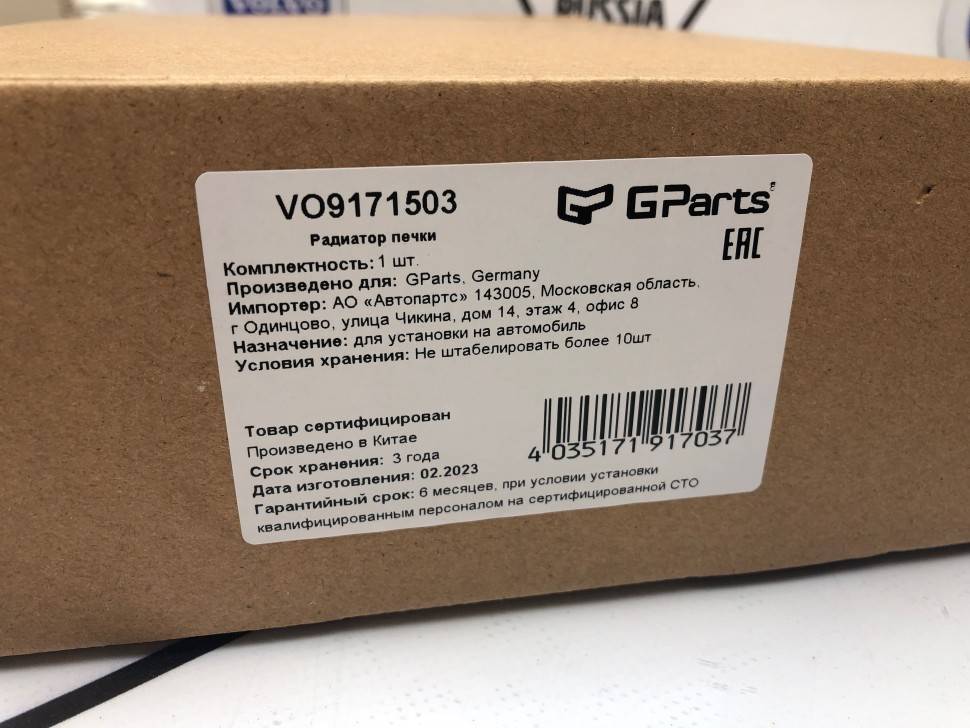 VOLVO
RUSSIA
VO9171503
GParts
Радиатор печки
EAC
Комплектность: 1 шт.
Произведено для: GParts, Germany
Импортер: АО «Автопартс» 143005, Московская область,
г Одинцово, улица Чикина, дом 14, этаж 4, офис 8
Назначение: для установки на автомобиль
Условия хранения: Не штабелировать более 10шт
Товар сертифицирован
Произведено в Китае
Срок хранения: 3 года
Дата изготовления: 02.2023
Гарантийный срок: 6 месяцев, при условии установки
квалифицированным персоналом на сертифицированной СТО
4 035171 917037